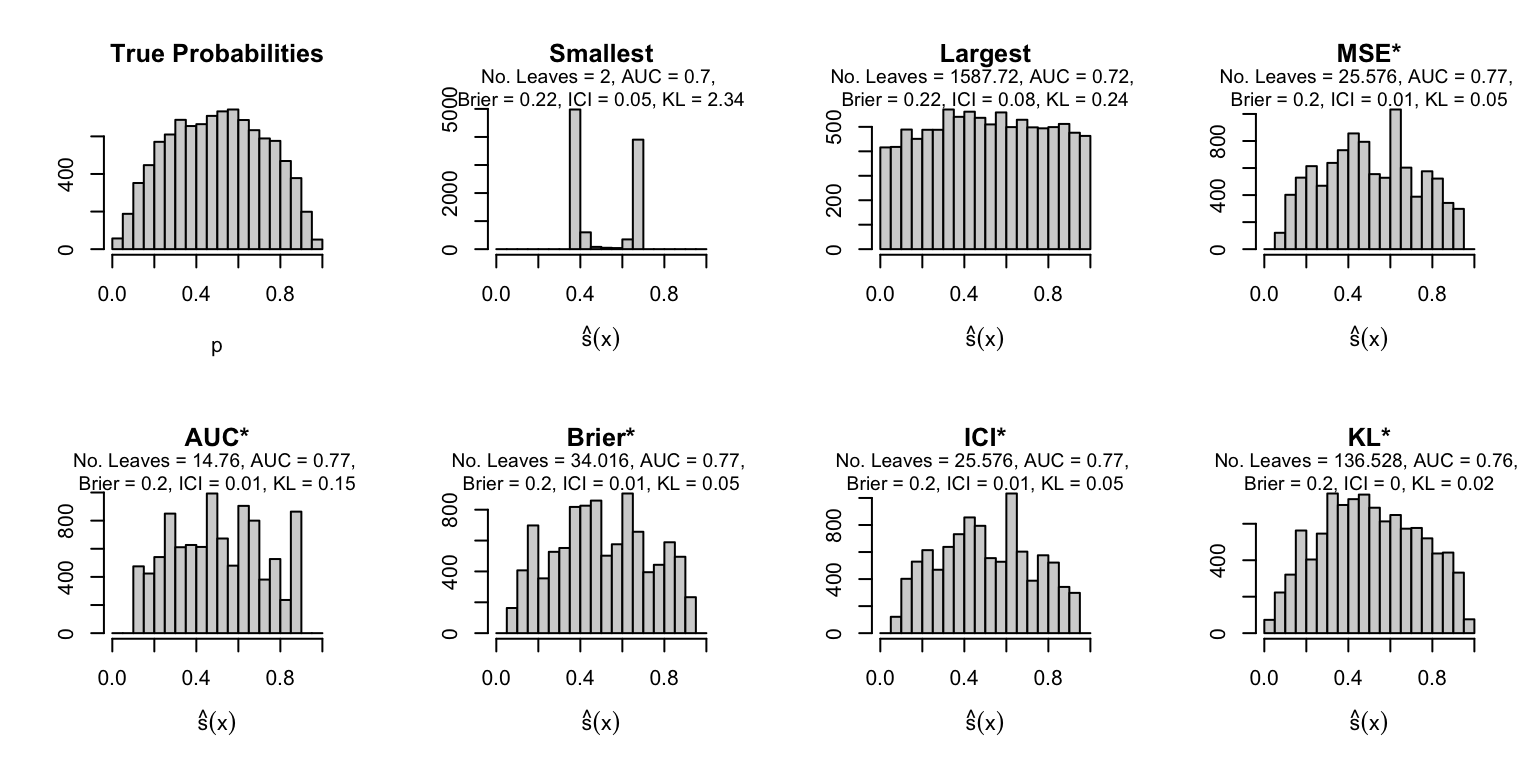 True Probabilities
400
0
0.0 0.4 0.8
p
Smallest
No. Leaves = 2, AUC = 0.7,
Brier = 0.22, ICI = 0.05, KL = 2.34
5000
2000
0
0.0 0.4 0.8
ŝ(x)
Largest
No. Leaves = 1587.72, AUC = 0.72,
Brier = 0.22, ICI = 0.08, KL = 0.24
500
200
0
0.0 0.4 0.8
ŝ(x)
MSE*
No. Leaves = 25.576, AUC = 0.77,
Brier = 0.2, ICI = 0.01, KL = 0.05
800
400
0
0.0 0.4 0.8
ŝ(x)
AUC*
No. Leaves = 14.76, AUC = 0.77,
Brier = 0.2, ICI = 0.01, KL = 0.15
800
400
0
0.0 0.4 0.8
ŝ(x)
Brier*
No. Leaves = 34.016, AUC = 0.77,
Brier = 0.2, ICI = 0.01, KL = 0.05
800
400
0
0.0 0.4 0.8
ŝ(x)
ICI*
No. Leaves = 25.576, AUC = 0.77,
Brier = 0.2, ICI = 0.01, KL = 0.05
800
400
0
0.0 0.4 0.8
ŝ(x)
KL*
No. Leaves = 136.528, AUC = 0.76,
Brier = 0.2, ICI = 0, KL = 0.02
400
0
0.0 0.4 0.8
ŝ(x)